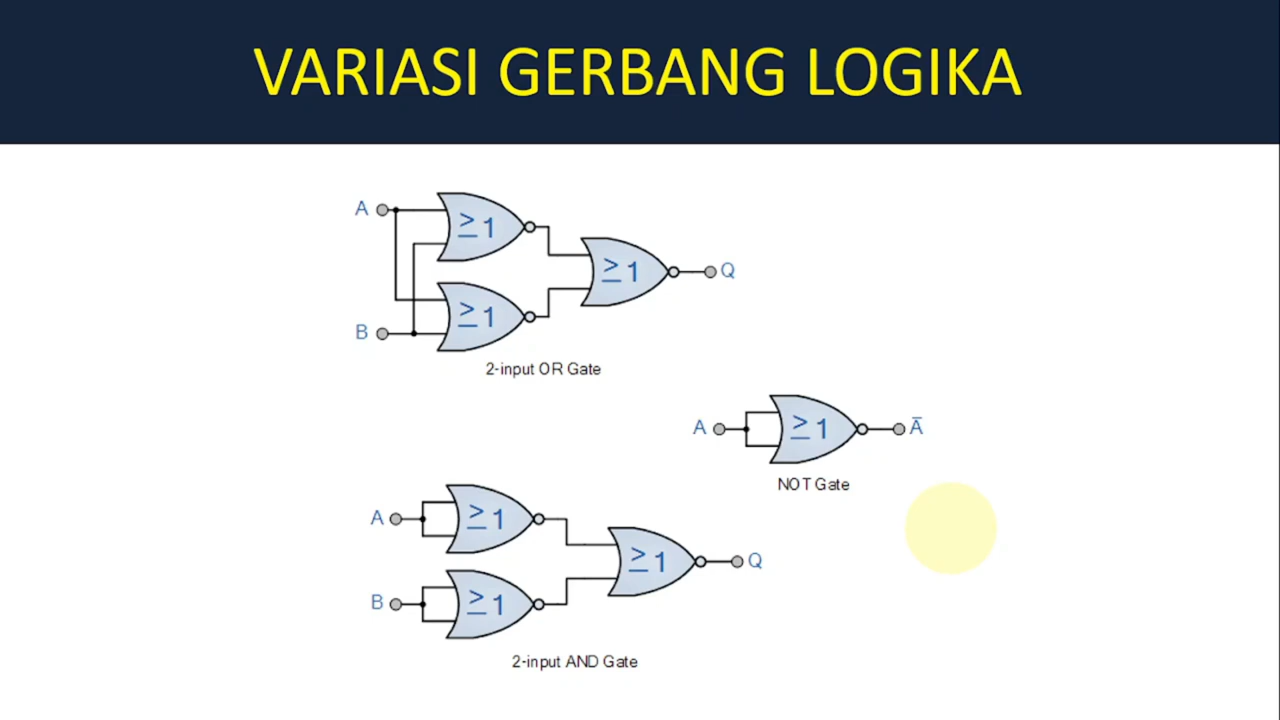 VARIASI GERBANG LOGIKA
A
≥1
≥1
Q
B
≥1
2-input OR Gate
A
≥1
Ā
NOT Gate
A
≥1
≥1
Q
B
≥1
2-input AND Gate